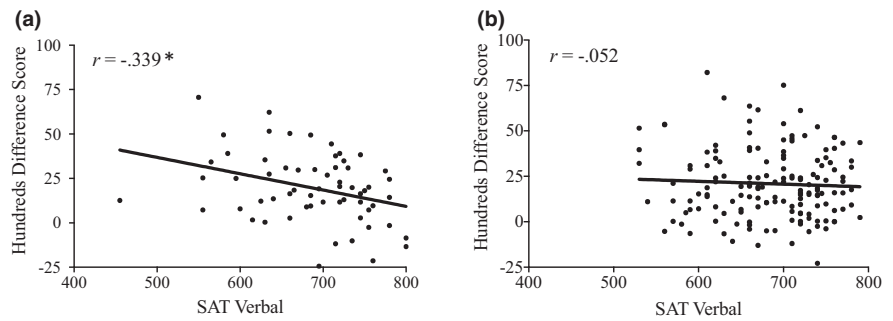 (a)
r = -.339*
Hundreds Difference Score
100
75
50
25
0
-25
400
500
600
700
800
SAT Verbal
(b)
r = -.052
Hundreds Difference Score
100
75
50
25
0
-25
400
500
600
700
800
SAT Verbal